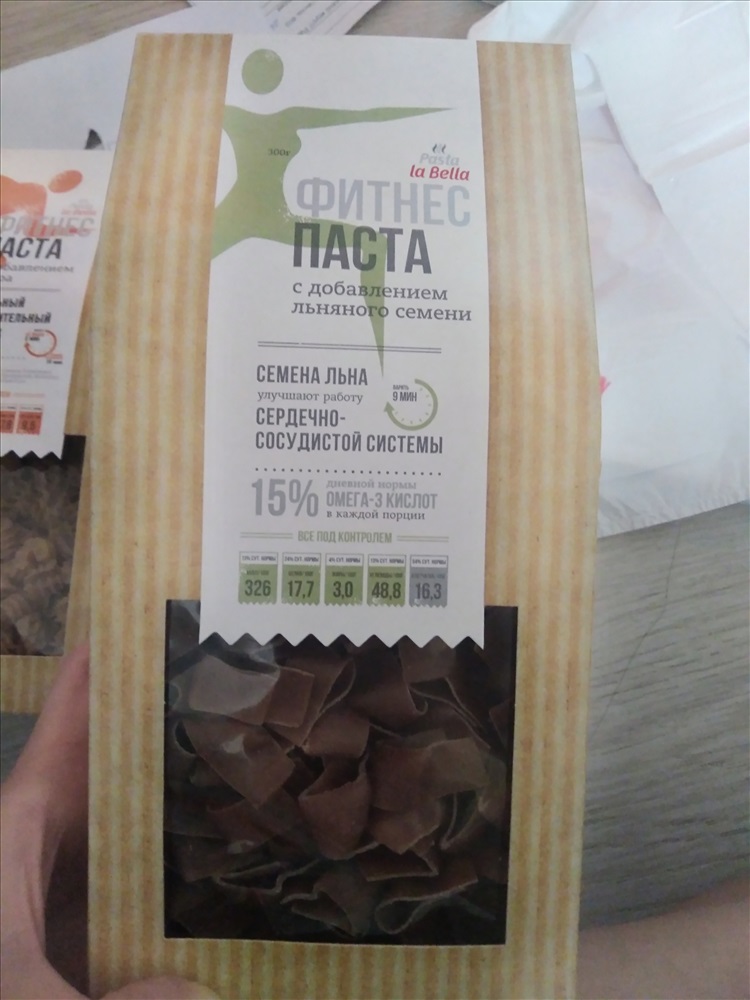 300г
Pasta
la Bella
ФИТНЕС
ПАСТА
с добавлением
льняного семени
СЕМЕНА ЛЬНА
улучшают работу
СЕРДЕЧНО-
СОСУДИСТОЙ СИСТЕМЫ
ВАРИТЬ
9 МИН
15%
дневной нормы
ОМЕГА-3 КИСЛОТ
в каждой порции
ВСЕ ПОД КОНТРОЛЕМ
326 17,7 3,0 48,8 16,3
АСТА